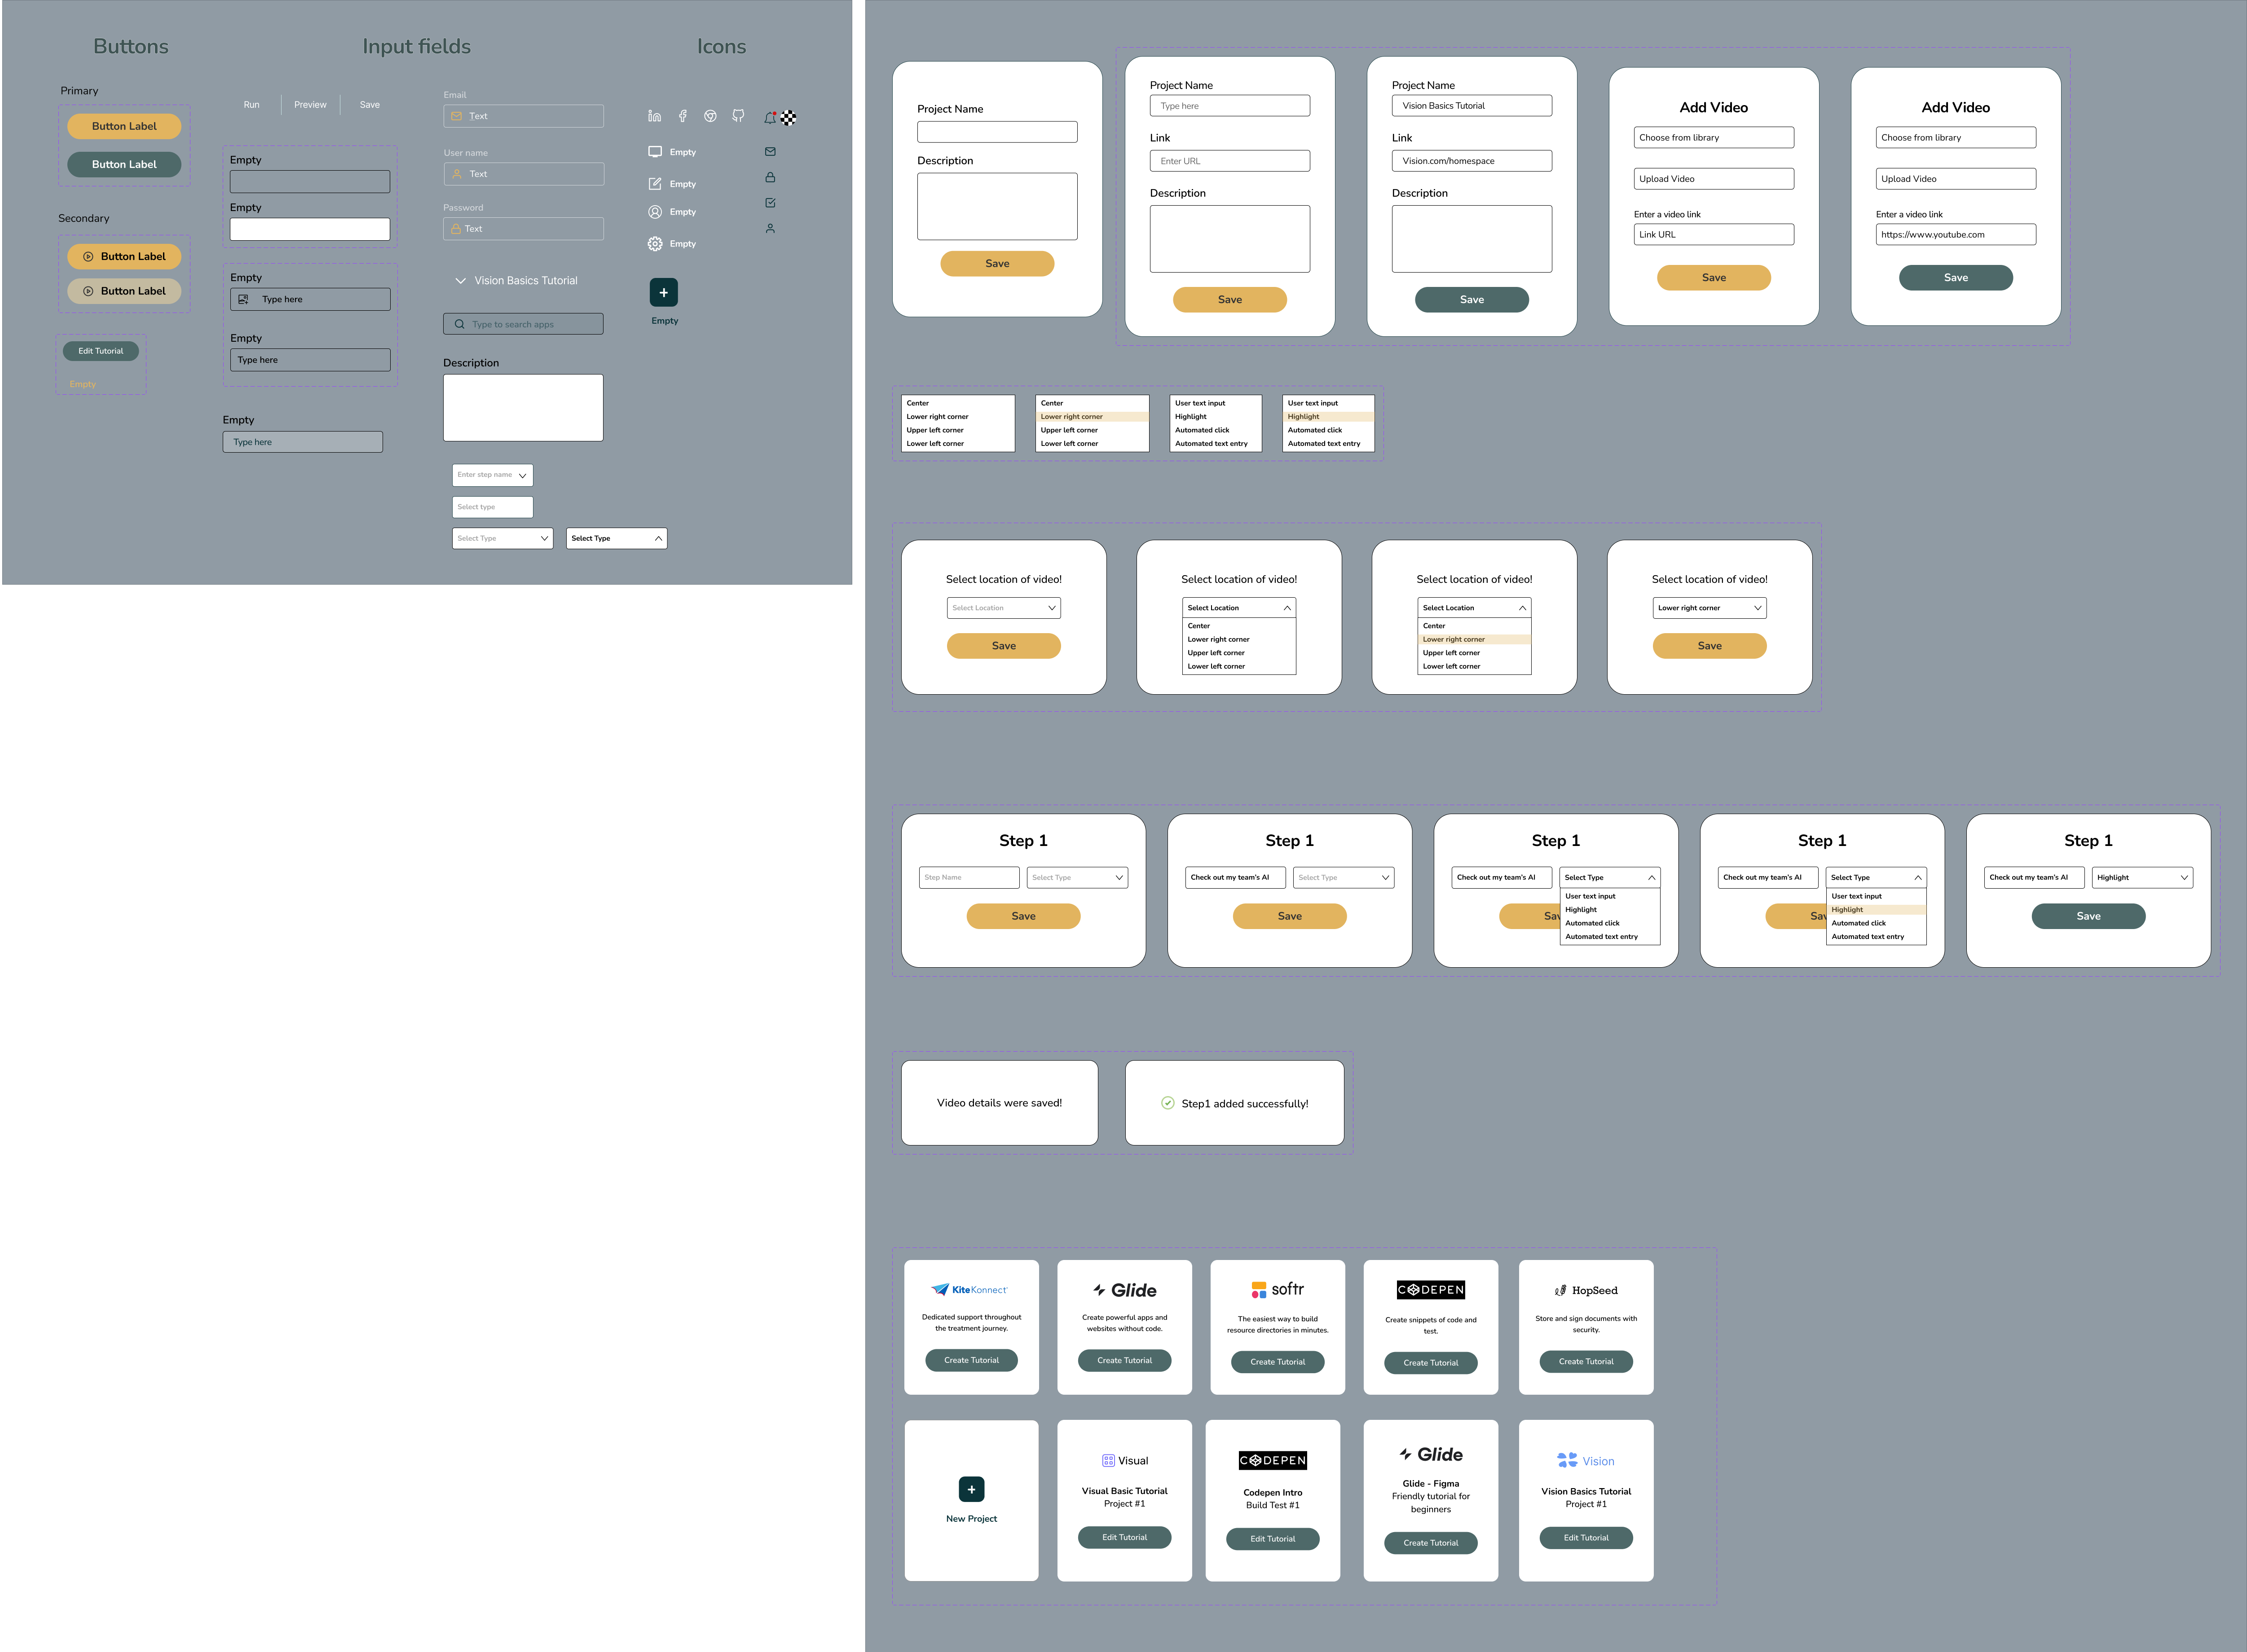 Buttons
Input fields
Icons
Primary
Button Label
Button Label
Secondary
Button Label
Button Label
Edit Tutorial
Empty
Run
Preview
Save
Empty
Empty
Empty
Type here
Empty
Type here
Empty
Type here
Email
Text
User name
Text
Password
Text
Vision Basics Tutorial
Type to search apps
Description
Enter step name
Select type
Select Type
Select Type
Empty
Empty
Empty
Empty
Empty
Project Name
Description
Save
Project Name
Type here
Link
Enter URL
Description
Save
Project Name
Vision Basics Tutorial
Link
Vision.com/homespace
Description
Save
Add Video
Choose from library
Upload Video
Enter a video link
Link URL
Save
Add Video
Choose from library
Upload Video
Enter a video link
https://www.youtube.com
Save
Center
Lower right corner
Upper left corner
Lower left corner
Center
Lower right corner
Upper left corner
Lower left corner
User text input
Highlight
Automated click
Automated text entry
User text input
Highlight
Automated click
Automated text entry
Select location of video!
Select Location
Save
Select location of video!
Select Location
Center
Lower right corner
Upper left corner
Lower left corner
Select location of video!
Select Location
Center
Lower right corner
Upper left corner
Lower left corner
Select location of video!
Lower right corner
Save
Step 1
Step Name
Select Type
Save
Step 1
Check out my team's AI
Select Type
Save
Step 1
Check out my team's AI
Select Type
Sav
User text input
Highlight
Automated click
Automated text entry
Step 1
Check out my team's AI
Select Type
Sav
User text input
Highlight
Automated click
Automated text entry
Step 1
Check out my team's AI
Highlight
Save
Video details were saved!
Step1 added successfully!
KiteKonnect
Dedicated support throughout
the treatment journey.
Create Tutorial
Glide
Create powerful apps and
websites without code.
Create Tutorial
softr
The easiest way to build
resource directories in minutes.
Create Tutorial
CODEPEN
Create snippets of code and
test.
Create Tutorial
HopSeed
Store and sign documents with
security.
Create Tutorial
New Project
Visual
Visual Basic Tutorial
Project #1
Edit Tutorial
CODEPEN
Codepen Intro
Build Test #1
Edit Tutorial
Glide
Glide - Figma
Friendly tutorial for
beginners
Create Tutorial
Vision
Vision Basics Tutorial
Project #1
Edit Tutorial